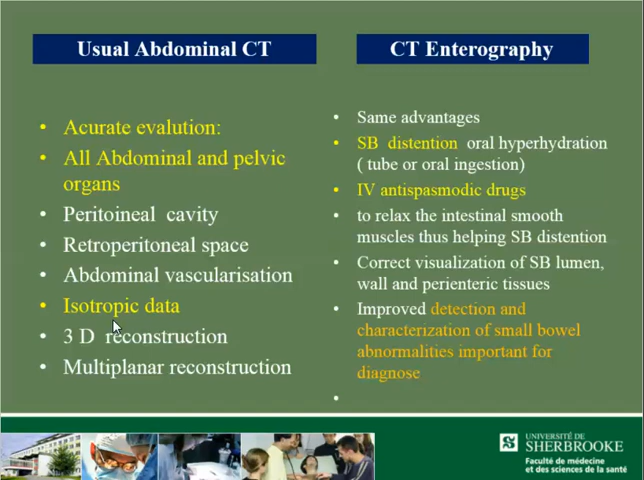 Usual Abdominal CT
• Acurate evalution:
• All Abdominal and pelvic
organs
• Peritoineal cavity
• Retroperitoneal space
• Abdominal vascularisation
• Isotropic data
• 3 D reconstruction
• Multiplanar reconstruction
CT Enterography
• Same advantages
• SB distention oral hyperhydration
( tube or oral ingestion)
• IV antispasmodic drugs
• to relax the intestinal smooth
muscles thus helping SB distention
• Correct visualization of SB lumen,
wall and perienteric tissues
• Improved detection and
characterization of small bowel
abnormalities important for
diagnose
•
UNIVERSITÉ DE
SHERBROOKE
Faculté de médecine
et des sciences de la santé